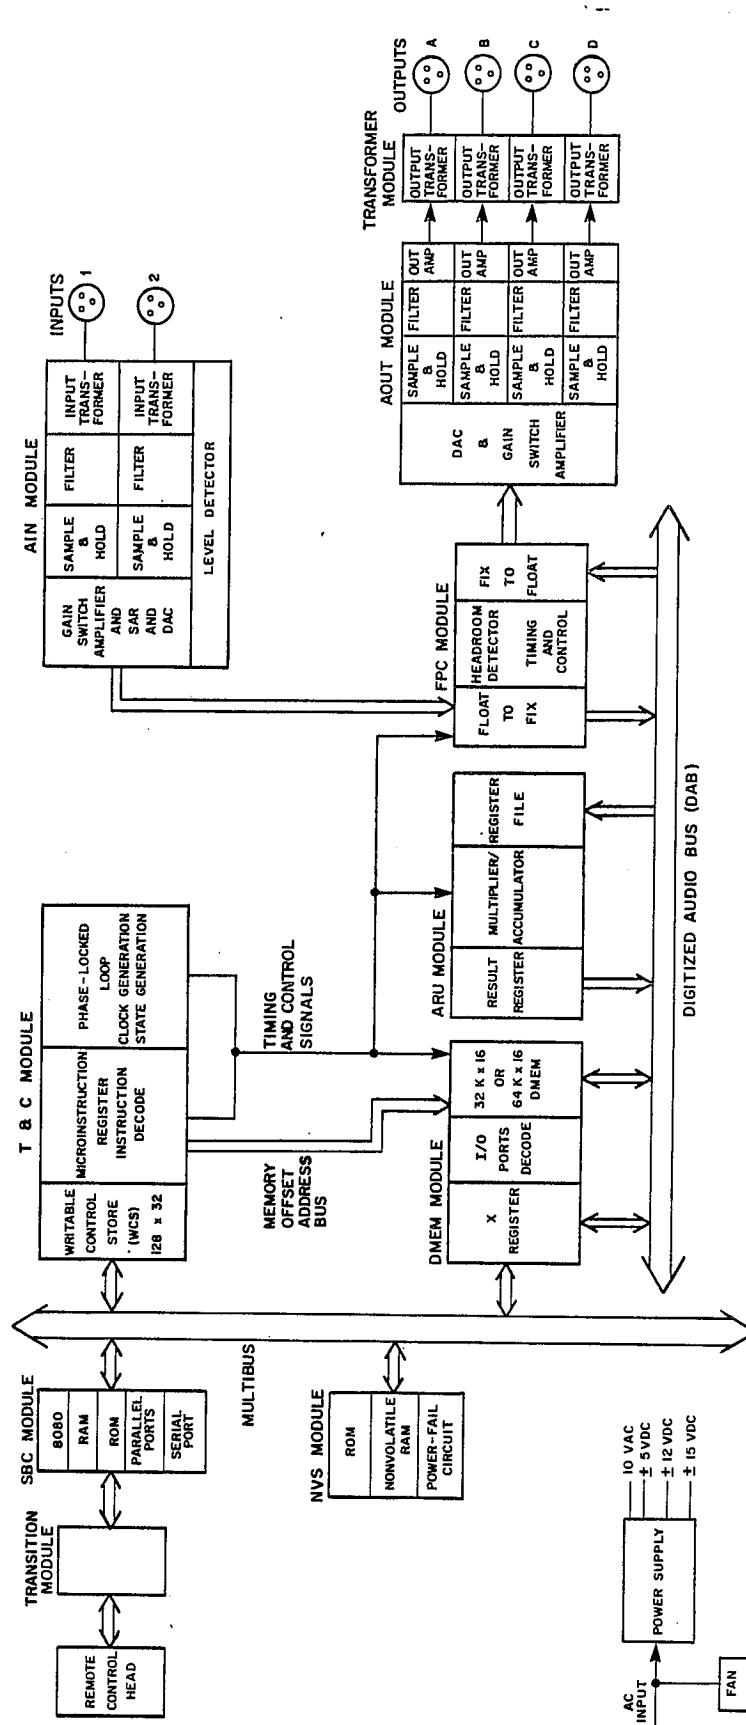 REMOTE
CONTROL
HEAD
TRANSITION
MODULE
SBC MODULE
8080
RAM
ROM
PARALLEL
PORTS
SERIAL
PORT
MULTIBUS
NVS MODULE
ROM
NONVOLATILE
RAM
POWER-FAIL
CIRCUIT
AC
INPUT
FAN
POWER SUPPLY
10 VAC
± 5VDC
± 12 VDC
± 15 VDC
T & C MODULE
WRITABLE
CONTROL
STORE
(WCS)
128 x 32
MICROINSTRUCTION
REGISTER
INSTRUCTION
DECODE
PHASE-LOCKED
LOOP
CLOCK GENERATION
STATE GENERATION
MEMORY
OFFSET
ADDRESS
BUS
TIMING
AND CONTROL
SIGNALS
DMEM MODULE
X
REGISTER
I/O
PORTS
DECODE
32 K x 16
OR
64 K x 16
DMEM
ARU MODULE
RESULT
REGISTER
MULTIPLIER/
ACCUMULATOR
REGISTER
FILE
FPC MODULE
FLOAT
TO
FIX
HEADROOM
DETECTOR
TIMING
AND
CONTROL
FIX
TO
FLOAT
DIGITIZED AUDIO BUS (DAB)
AIN MODULE
GAIN
SWITCH
AMPLIFIER
AND
SAR
AND
DAC
SAMPLE
&
HOLD
FILTER
INPUT
TRANS-
FORMER
SAMPLE
&
HOLD
FILTER
INPUT
TRANS-
FORMER
LEVEL DETECTOR
INPUTS
1
2
AOUT MODULE
DAC
&
GAIN
SWITCH
AMPLIFIER
SAMPLE
&
HOLD
FILTER
OUT
AMP
SAMPLE
&
HOLD
FILTER
OUT
AMP
SAMPLE
&
HOLD
FILTER
OUT
AMP
SAMPLE
&
HOLD
FILTER
OUT
AMP
TRANSFORMER
MODULE
OUTPUT
TRANS-
FORMER
OUTPUT
TRANS-
FORMER
OUTPUT
TRANS-
FORMER
OUTPUT
TRANS-
FORMER
OUTPUTS
A
B
C
D